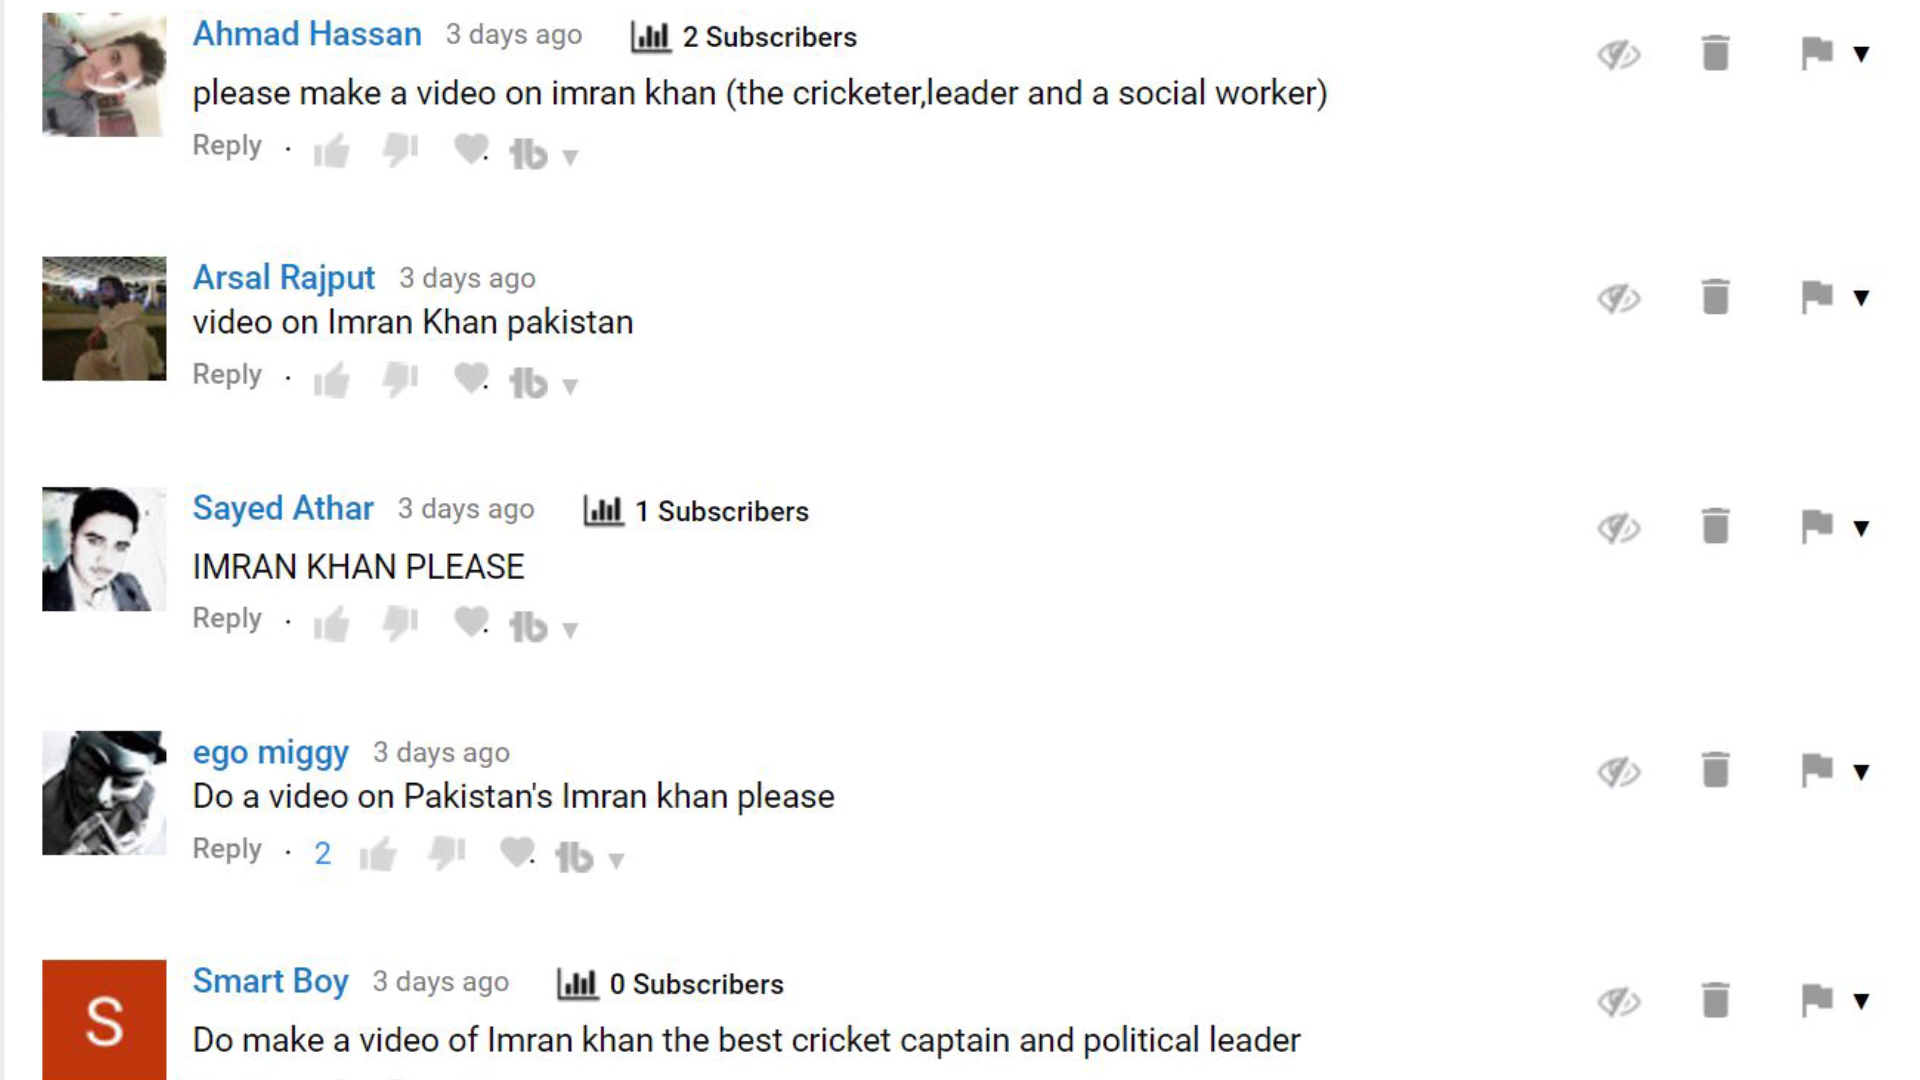 Ahmad Hassan 3 days ago 2 Subscribers
please make a video on imran khan (the cricketer,leader and a social worker)
Reply ·
Arsal Rajput 3 days ago
video on Imran Khan pakistan
Reply ·
Sayed Athar 3 days ago 1 Subscribers
IMRAN KHAN PLEASE
Reply ·
ego miggy 3 days ago
Do a video on Pakistan's Imran khan please
Reply · 2
S
Smart Boy 3 days ago 0 Subscribers
Do make a video of Imran khan the best cricket captain and political leader